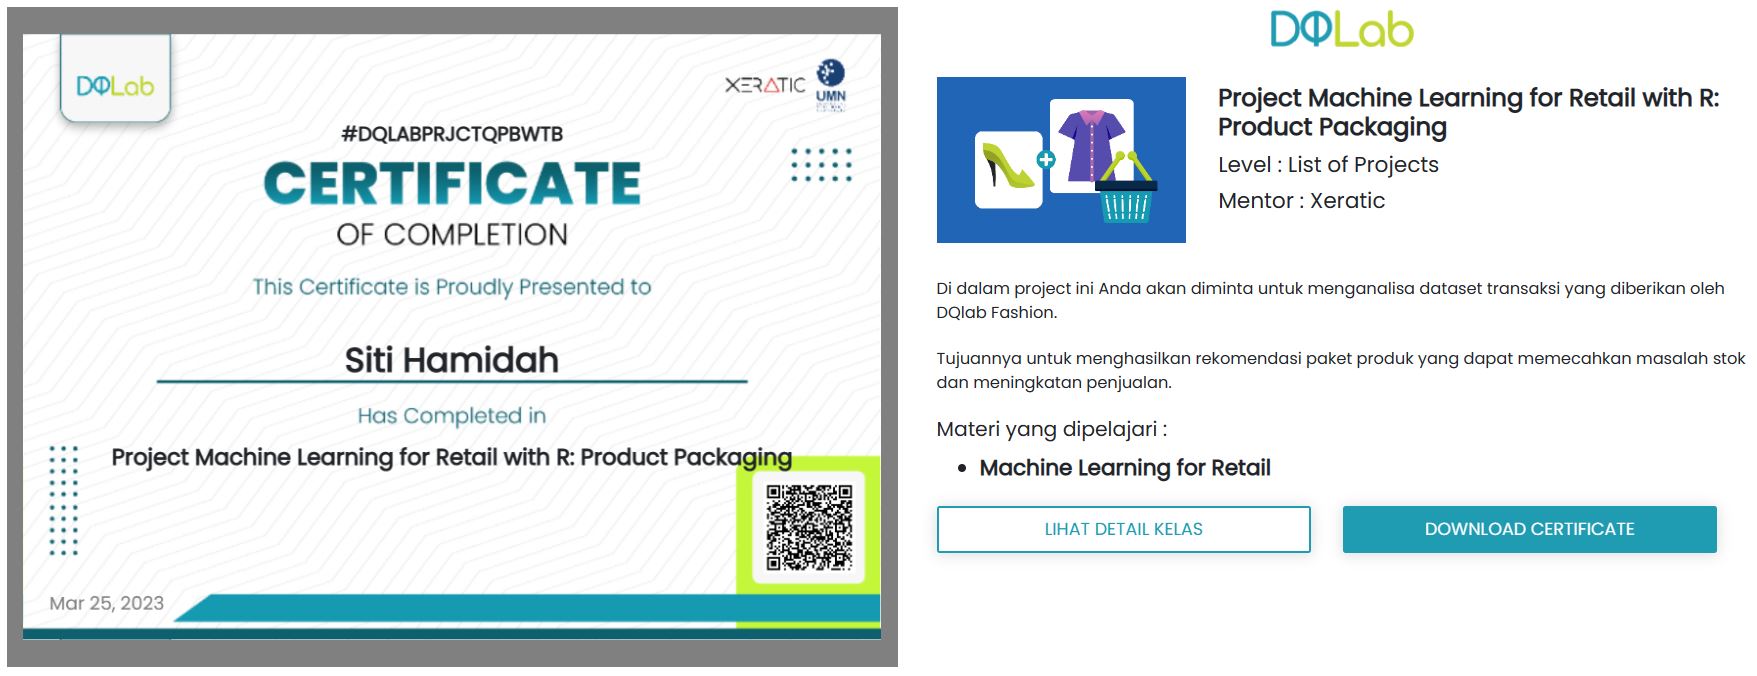 DQLab
XERATIC
UMN
#DQLABPRJCTQPBWTB
CERTIFICATE
OF COMPLETION
This Certificate is Proudly Presented to
Siti Hamidah
Has Completed in
Project Machine Learning for Retail with R: Product Packaging
Mar 25, 2023
DQLab
Project Machine Learning for Retail with R:
Product Packaging
Level : List of Projects
Mentor : Xeratic
Di dalam project ini Anda akan diminta untuk menganalisa dataset transaksi yang diberikan oleh
DQlab Fashion.
Tujuannya untuk menghasilkan rekomendasi paket produk yang dapat memecahkan masalah stok
dan meningkatan penjualan.
Materi yang dipelajari :
• Machine Learning for Retail
LIHAT DETAIL KELAS
DOWNLOAD CERTIFICATE